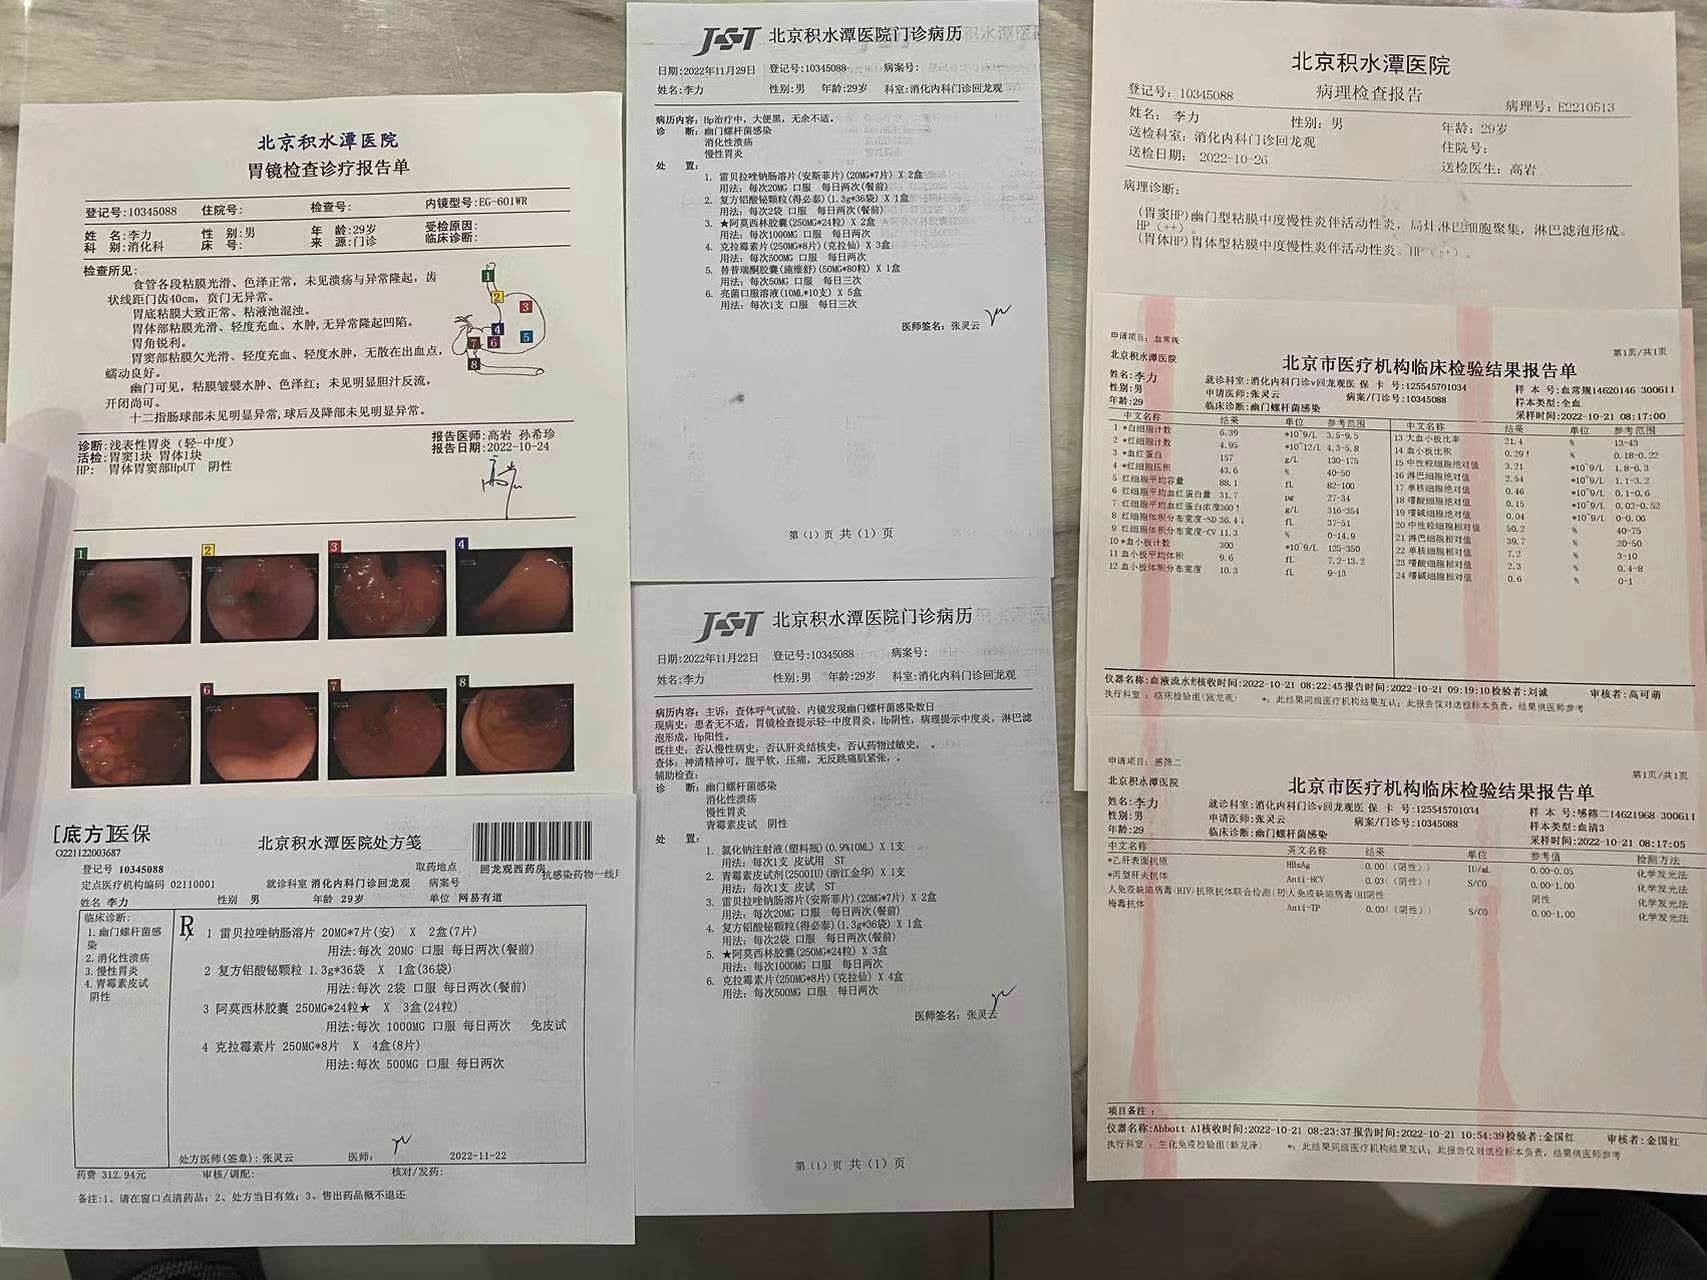 北京积水潭医院
胃镜检查诊疗报告单
登记号:10345088 住院号: 检查号: 内镜型号:EG-601WR
姓 名:李力 性 别:男 年 龄:29岁 受检原因:
科 别:消化科 床 号: 来 源:门诊 临床诊断:
检查所见:
食管各段粘膜光滑、色泽正常，未见溃疡与异常隆起，齿
状线距门齿40cm，贲门无异常。
胃底粘膜大致正常、粘液池混浊。
胃体部粘膜光滑、轻度充血、水肿,无异常隆起凹陷。
胃角锐利。
胃窦部粘膜欠光滑、轻度充血、轻度水肿，无散在出血点，
蠕动良好。
幽门可见，粘膜皱襞水肿、色泽红；未见明显胆汁反流，
开闭尚可。
十二指肠球部未见明显异常,球后及降部未见明显异常。
1
2
3
4
5
6
7
8
诊断:浅表性胃炎（轻-中度） 报告医师:高岩 孙希珍
活检:胃窦1块 胃体1块 报告日期:2022-10-24
HP: 胃体胃窦部HpUT 阴性
1 2 3 4
5 6 7 8
[底方]医保 北京积水潭医院处方笺
O221122003687
登记号 10345088 取药地点 回龙观西药房 抗感染药物一线
定点医疗机构编码 02110001 就诊科室 消化内科门诊回龙观 病案号
姓名 李力 性别 男 年龄 29岁 单位 网易有道
临床诊断:
1.幽门螺杆菌感
染
2.消化性溃疡
3.慢性胃炎
4.青霉素皮试
阴性
R
1 雷贝拉唑钠肠溶片 20MG*7片(安) X 2盒(7片)
用法:每次 20MG 口服 每日两次(餐前)
2 复方铝酸铋颗粒 1.3g*36袋 X 1盒(36袋)
用法:每次 2袋 口服 每日两次(餐前)
3 阿莫西林胶囊 250MG*24粒★ X 3盒(24粒)
用法:每次 1000MG 口服 每日两次 免皮试
4 克拉霉素片 250MG*8片 X 4盒(8片)
用法:每次 500MG 口服 每日两次
处方医师(签章):张灵云 医师: 2022-11-22
药费 312.94元 审核/调配: 核对/发药:
备注:1、请在窗口点清药品；2、处方当日有效；3、售出药品概不退还
JST 北京积水潭医院门诊病历
日期:2022年11月29日 登记号:10345088 病案号:
姓名:李力 性别:男 年龄:29岁 科室:消化内科门诊回龙观
病历内容: Hp治疗中，大便黑，无余不适。
诊 断:幽门螺杆菌感染
消化性溃疡
慢性胃炎
处 置:
1. 雷贝拉唑钠肠溶片(安斯菲片)(20MG*7片) X 2盒
用法: 每次20MG 口服 每日两次(餐前)
2. 复方铝酸铋颗粒(得必泰)(1.3g*36袋) X 1盒
用法: 每次2袋 口服 每日两次(餐前)
3. ★阿莫西林胶囊(250MG*24粒) X 2盒
用法: 每次1000MG 口服 每日两次
4. 克拉霉素片(250MG*8片)(克拉仙) X 3盒
用法: 每次500MG 口服 每日两次
5. 替普瑞酮胶囊(施维舒)(50MG*80粒) X 1盒
用法: 每次50MG 口服 每日三次
6. 亮菌口服溶液(10ML*10支) X 5盒
用法: 每次1支 口服 每日三次
医师签名: 张灵云
第（1）页 共（1）页
JST 北京积水潭医院门诊病历
日期:2022年11月22日 登记号:10345088 病案号:
姓名:李力 性别:男 年龄:29岁 科室:消化内科门诊回龙观
病历内容: 主诉: 查体呼气试验、内镜发现幽门螺杆菌感染数日
现病史: 患者无不适，胃镜检查提示轻-中度胃炎，Hp阴性，病理提示中度炎，淋巴滤
泡形成，Hp阳性。
既往史: 否认慢性病史，否认肝炎结核史，否认药物过敏史，。
查体: 神清精神可，腹平软，压痛，无反跳痛肌紧张，。
辅助检查:
诊 断:幽门螺杆菌感染
消化性溃疡
慢性胃炎
青霉素皮试 阴性
处 置:
1. 氯化钠注射液(塑料瓶)(0.9%10ML) X 1支
用法: 每次1支 皮试用 ST
2. 青霉素皮试剂(2500IU)(浙江金华) X 1支
用法: 每次1支 皮试 ST
3. 雷贝拉唑钠肠溶片(安斯菲片)(20MG*7片) X 2盒
用法: 每次20MG 口服 每日两次(餐前)
4. 复方铝酸铋颗粒(得必泰)(1.3g*36袋) X 1盒
用法: 每次2袋 口服 每日两次(餐前)
5. ★阿莫西林胶囊(250MG*24粒) X 3盒
用法: 每次1000MG 口服 每日两次
6. 克拉霉素片(250MG*8片)(克拉仙) X 4盒
用法: 每次500MG 口服 每日两次
医师签名: 张灵云
第（1）页 共（1）页
北京积水潭医院
病理检查报告
登记号: 10345088 病理号: E2210513
姓名: 李力 性别: 男 年龄: 29岁
送检科室: 消化内科门诊回龙观 住院号:
送检日期: 2022-10-26 送检医生: 高岩
病理诊断:
(胃窦HP)幽门型粘膜中度慢性炎伴活动性炎，局灶淋巴细胞聚集，淋巴滤泡形成。
HP（++）。
(胃体HP)胃体型粘膜中度慢性炎伴活动性炎。HP（++）。
申请项目: 血常规 第1页/共1页
北京积水潭医院 北京市医疗机构临床检验结果报告单
姓名:李力 就诊科室:消化内科门诊v回龙观医 保 卡 号:125545701034 样 本 号:血常规14620146 300611
性别:男 申请医师:张灵云 病案/门诊号:10345088 样本类型:全血
年龄:29 临床诊断:幽门螺杆菌感染 采样时间:2022-10-21 08:17:00
中文名称 结果 单位 参考范围 中文名称 结果 单位 参考范围
1 *白细胞计数 6.39 *10^9/L 3.5-9.5 13 大血小板比率 21.4 % 13-43
2 *红细胞计数 4.95 *10^12/L 4.3-5.8 14 血小板比积 0.29↑ % 0.18-0.22
3 *血红蛋白 157 g/L 130-175 15 中性粒细胞绝对值 3.21 *10^9/L 1.8-6.3
4 *红细胞压积 43.6 % 40-50 16 淋巴细胞绝对值 2.54 *10^9/L 1.1-3.2
5 红细胞平均容量 88.1 fL 82-100 17 单核细胞绝对值 0.46 *10^9/L 0.1-0.6
6 红细胞平均血红蛋白量 31.7 pg 27-34 18 嗜酸细胞绝对值 0.15 *10^9/L 0.02-0.52
7 红细胞平均血红蛋白浓度360↑ g/L 316-354 19 嗜碱细胞绝对值 0.04 *10^9/L 0-0.06
8 红细胞体积分布宽度-SD 36.4↓ fL 37-51 20 中性粒细胞相对值 50.2 % 40-75
9 红细胞体积分布宽度-CV 11.3 % 0-14.9 21 淋巴细胞相对值 39.7 % 20-50
10 *血小板计数 300 *10^9/L 125-350 22 单核细胞相对值 7.2 % 3-10
11 血小板平均体积 9.6 fL 7.2-13.2 23 嗜酸细胞相对值 2.3 % 0.4-8
12 血小板体积分布宽度 10.3 fL 9-13 24 嗜碱细胞相对值 0.6 % 0-1
仪器名称:血液流水线核收时间:2022-10-21 08:22:45 报告时间:2022-10-21 09:19:10 检验者:刘诚 审核者:高可萌
执行科室：临床检验组(回龙观) *：此结果同级医疗机构结果互认；此报告仅对送检标本负责，结果供医师参考
申请项目: 感筛二 第1页/共1页
北京积水潭医院 北京市医疗机构临床检验结果报告单
姓名:李力 就诊科室:消化内科门诊v回龙观医 保 卡 号:125545701034 样 本 号:感筛二14621968 300611
性别:男 申请医师:张灵云 病案/门诊号:10345088 样本类型:血清3
年龄:29 临床诊断:幽门螺杆菌感染 采样时间:2022-10-21 08:17:05
中文名称 英文名称 结果 单位 参考值 检测方法
*乙肝表面抗原 HBsAg 0.00(（阴性）) IU/mL 0.00-0.05 化学发光法
*丙型肝炎抗体 Anti-HCV 0.03(（阴性）) S/CO 0.00-1.00 化学发光法
人免疫缺陷病毒(HIV)抗原抗体联合检测(初)人免疫缺陷病毒(HI阴性 阴性 化学发光法
梅毒抗体 Anti-TP 0.03(（阴性）) S/CO 0.00-1.00 化学发光法
项目备注：
仪器名称:Abbott Al核收时间:2022-10-21 08:23:37 报告时间:2022-10-21 10:54:39 检验者:金国红 审核者:金国红
执行科室：生化免疫检验组(新龙泽) *：此结果同级医疗机构结果互认；此报告仅对送检标本负责，结果供医师参考